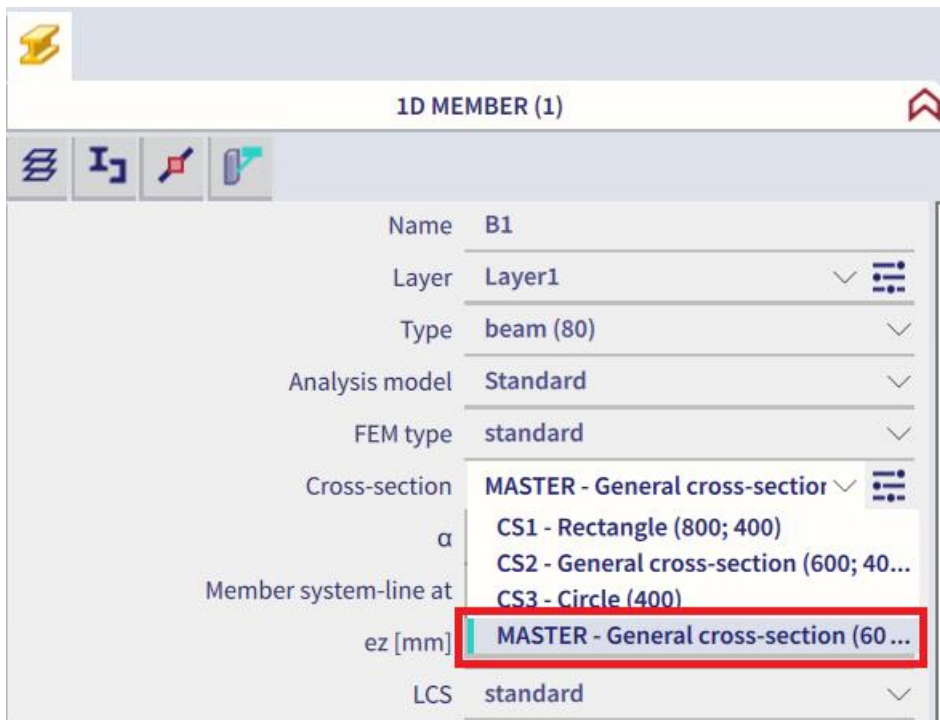 1D MEMBER (1)
Name B1
Layer Layer1
Type beam (80)
Analysis model Standard
FEM type standard
Cross-section MASTER - General cross-section
CS1 - Rectangle (800; 400)
α
CS2 - General cross-section (600; 40...
Member system-line at
CS3 - Circle (400)
ez [mm]
MASTER - General cross-section (60 ...
LCS standard